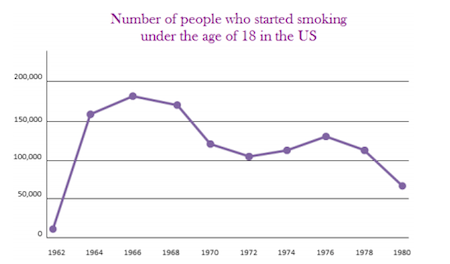 Number of people who started smoking
under the age of 18 in the US
200,000
150,000
100,000
50,000
0
1962 1964 1966 1968 1970 1972 1974 1976 1978 1980